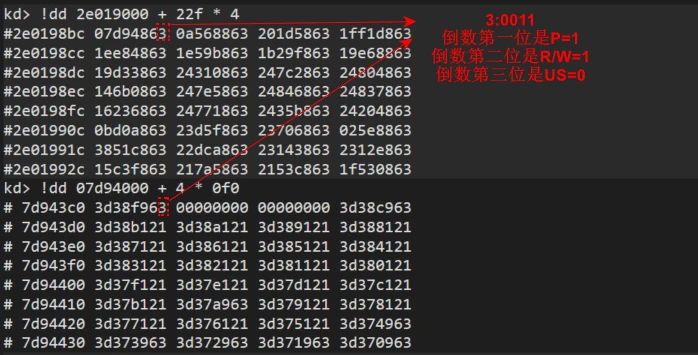 kd> !dd 2e019000 + 22f * 4
#2e0198bc 07d94863 0a568863 201d5863 1ff1d863
#2e0198cc 1ee84863 1e59b863 1b29f863 19e68863
#2e0198dc 19d33863 24310863 247c2863 24804863
#2e0198ec 146b0863 247e5863 24846863 24837863
#2e0198fc 16236863 24771863 2435b863 24204863
#2e01990c 0bd0a863 23d5f863 23706863 025e8863
#2e01991c 3851c863 22dca863 23143863 2312e863
#2e01992c 15c3f863 217a5863 2153c863 1f530863
kd> !dd 07d94000 + 4 * 0f0
# 7d943c0 3d38f963 00000000 00000000 3d38c963
# 7d943d0 3d38b121 3d38a121 3d389121 3d388121
# 7d943e0 3d387121 3d386121 3d385121 3d384121
# 7d943f0 3d383121 3d382121 3d381121 3d380121
# 7d94400 3d37f121 3d37e121 3d37d121 3d37c121
# 7d94410 3d37b121 3d37a963 3d379121 3d378121
# 7d94420 3d377121 3d376121 3d375121 3d374963
# 7d94430 3d373963 3d372963 3d371963 3d370963
3:0011
倒数第一位是P=1
倒数第二位是R/W=1
倒数第三位是US=0